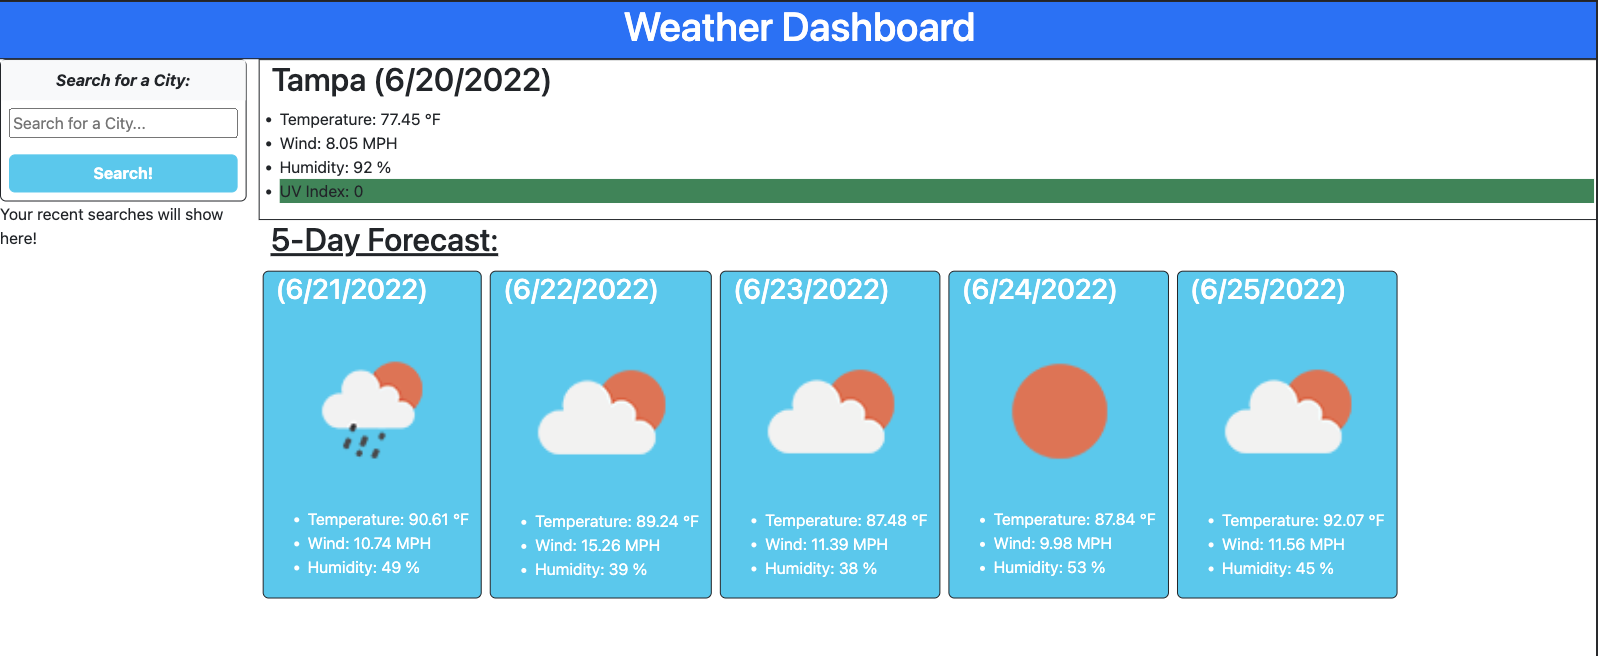 Weather Dashboard
Search for a City:
Search for a City...
Search!
Your recent searches will show
here!
Tampa (6/20/2022)
• Temperature: 77.45 °F
• Wind: 8.05 MPH
• Humidity: 92 %
• UV Index: 0
5-Day Forecast:
(6/21/2022)
• Temperature: 90.61 °F
• Wind: 10.74 MPH
• Humidity: 49 %
(6/22/2022)
• Temperature: 89.24 °F
• Wind: 15.26 MPH
• Humidity: 39 %
(6/23/2022)
• Temperature: 87.48 °F
• Wind: 11.39 MPH
• Humidity: 38 %
(6/24/2022)
• Temperature: 87.84 °F
• Wind: 9.98 MPH
• Humidity: 53 %
(6/25/2022)
• Temperature: 92.07 °F
• Wind: 11.56 MPH
• Humidity: 45 %